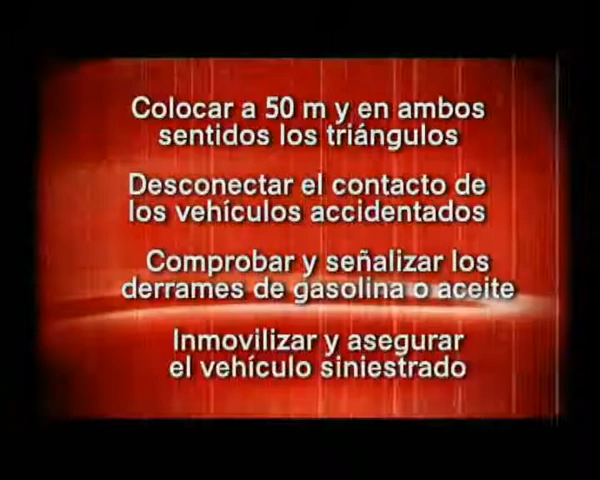 Colocar a 50 m y en ambos
sentidos los triángulos
Desconectar el contacto de
los vehículos accidentados
Comprobar y señalizar los
derrames de gasolina o aceite
Inmovilizar y asegurar
el vehículo siniestrado